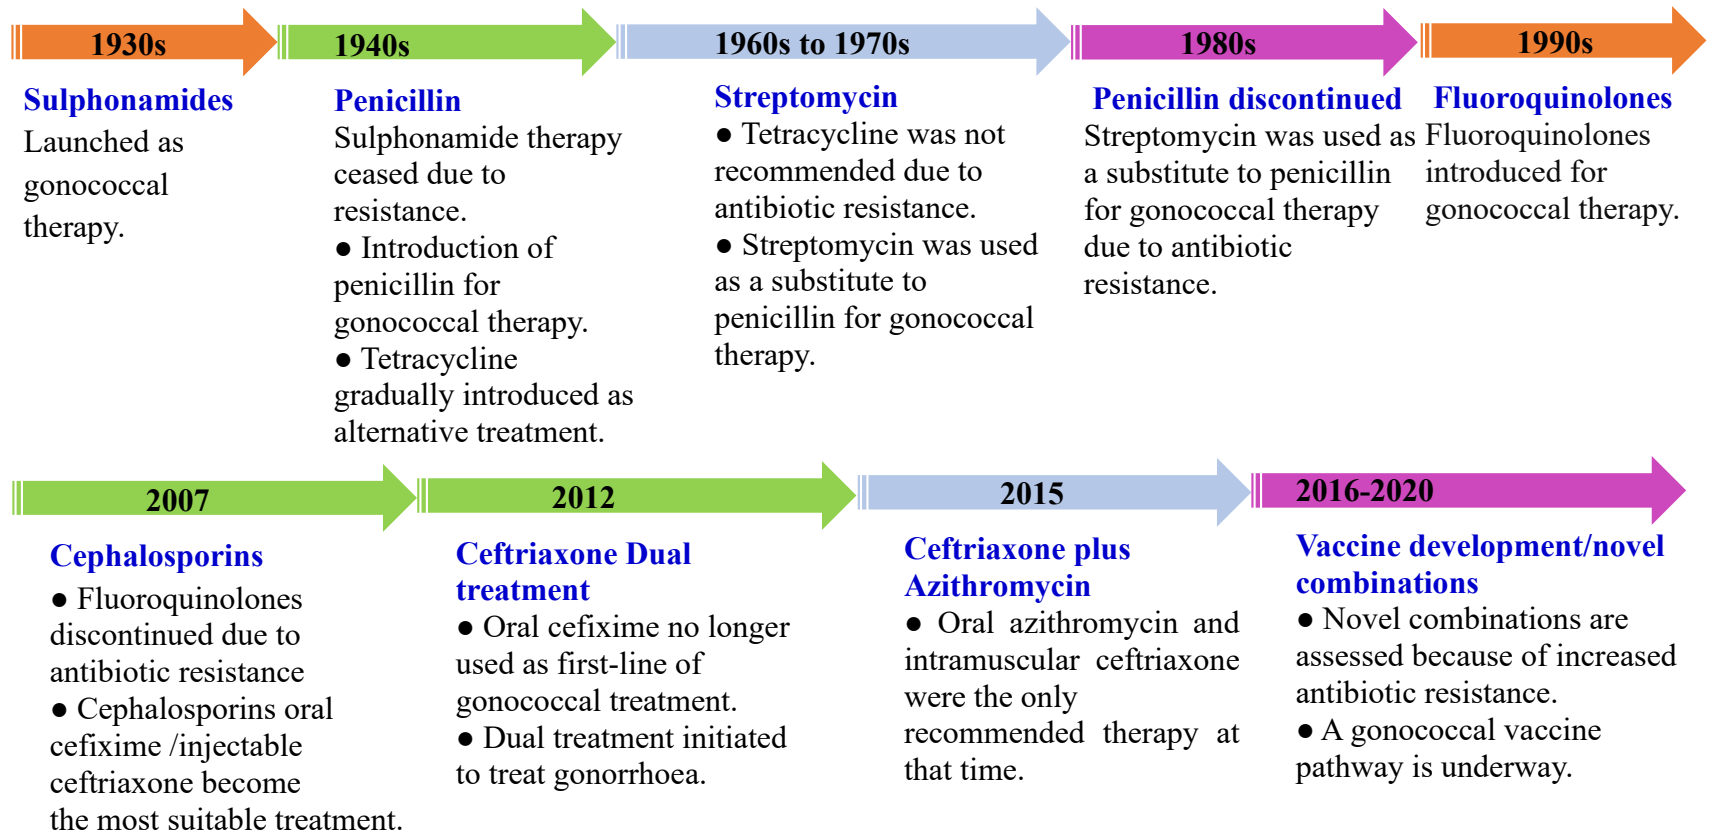 1930s
Sulphonamides
Launched as
gonococcal
therapy.
1940s
Penicillin
Sulphonamide therapy
ceased due to
resistance.
● Introduction of
penicillin for
gonococcal therapy.
● Tetracycline
gradually introduced as
alternative treatment.
1960s to 1970s
Streptomycin
● Tetracycline was not
recommended due to
antibiotic resistance.
● Streptomycin was used
as a substitute to
penicillin for gonococcal
therapy.
1980s
Penicillin discontinued
Streptomycin was used as
a substitute to penicillin
for gonococcal therapy
due to antibiotic
resistance.
1990s
Fluoroquinolones
Fluoroquinolones
introduced for
gonococcal therapy.
2007
Cephalosporins
● Fluoroquinolones
discontinued due to
antibiotic resistance
● Cephalosporins oral
cefixime /injectable
ceftriaxone become
the most suitable treatment.
2012
Ceftriaxone Dual
treatment
● Oral cefixime no longer
used as first-line of
gonococcal treatment.
● Dual treatment initiated
to treat gonorrhoea.
2015
Ceftriaxone plus
Azithromycin
● Oral azithromycin and
intramuscular ceftriaxone
were the only
recommended therapy at
that time.
2016-2020
Vaccine development/novel
combinations
● Novel combinations are
assessed because of increased
antibiotic resistance.
● A gonococcal vaccine
pathway is underway.